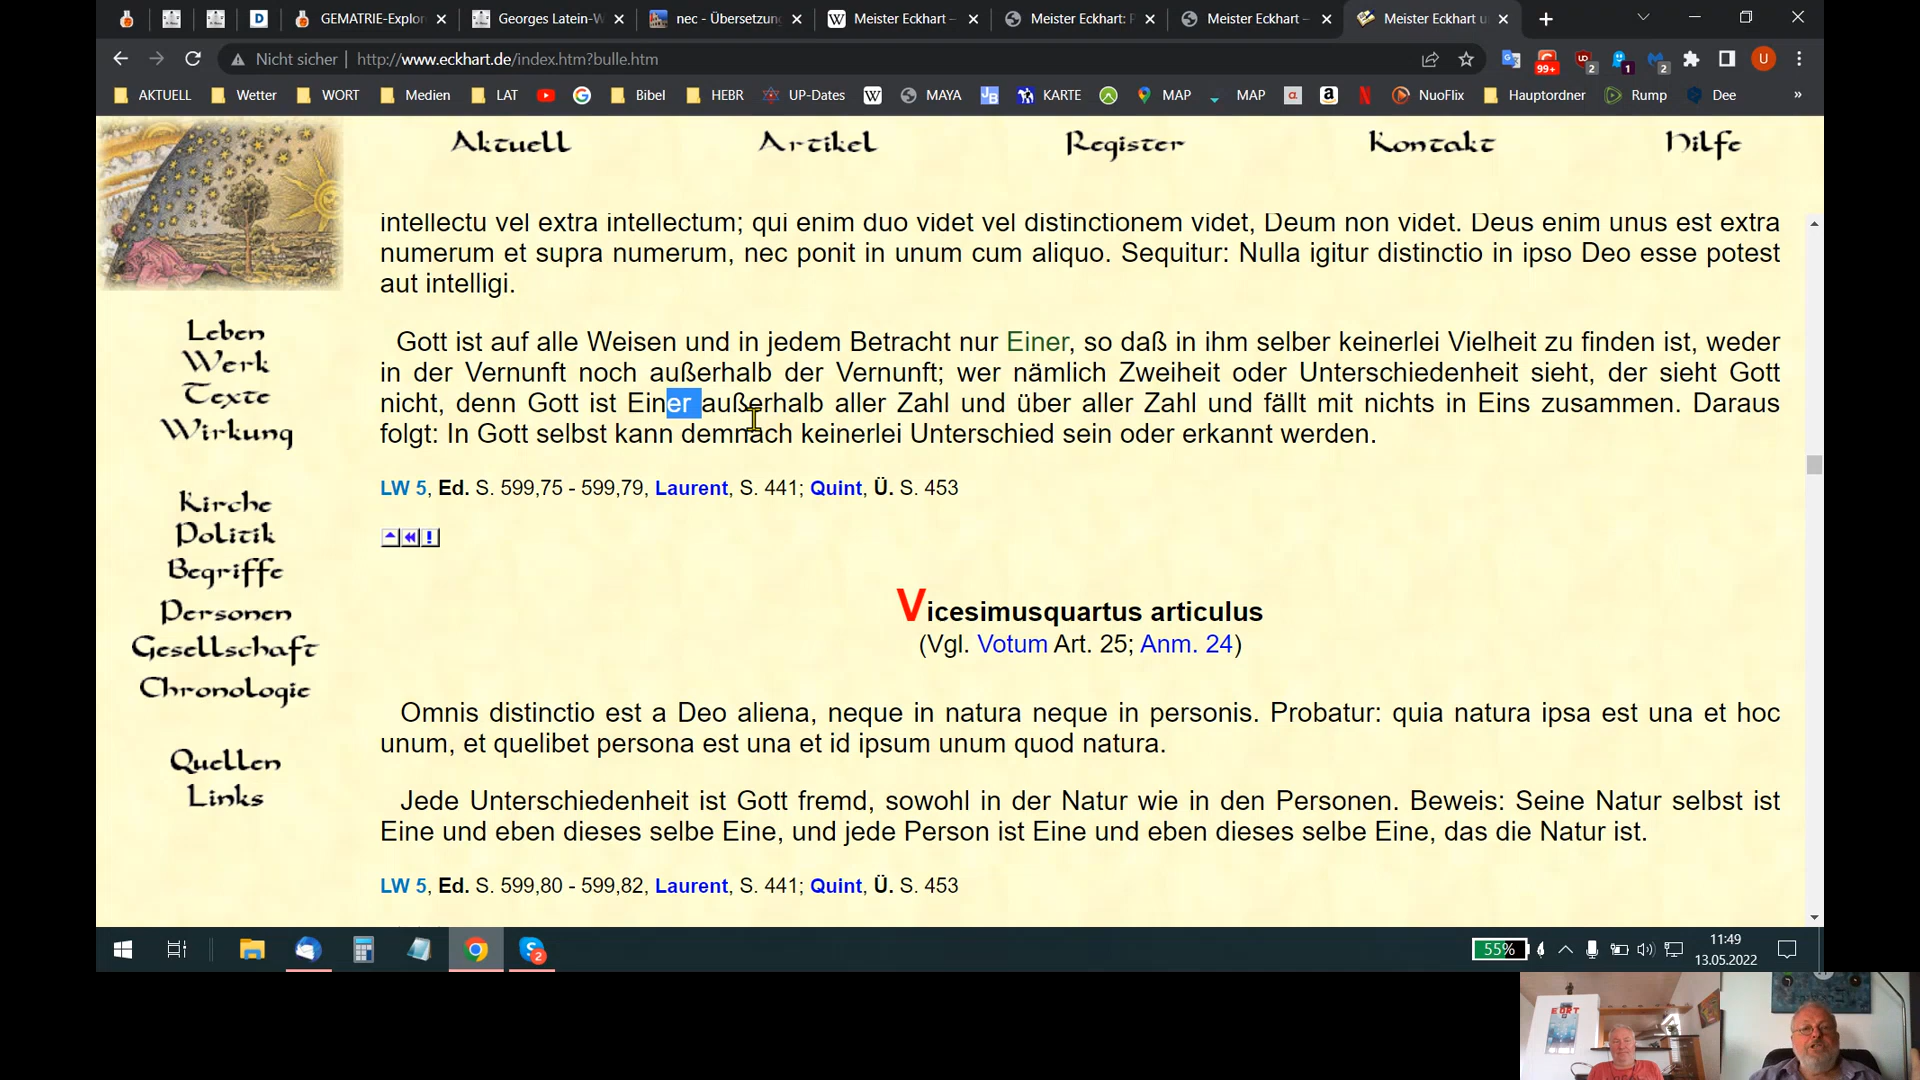 GEMATRIE-Explor
Georges Latein-W
nec - Übersetzung
Meister Eckhart –
Meister Eckhart: P
Meister Eckhart –
Meister Eckhart u
Nicht sicher | http://www.eckhart.de/index.htm?bulle.htm
99+ 2 1 2 U
AKTUELL Wetter WORT Medien LAT Bibel HEBR UP-Dates MAYA KARTE MAP MAP NuoFlix Hauptordner Rump Dee »
Aktuell Artikel Register Kontakt Hilfe
intellectu vel extra intellectum; qui enim duo videt vel distinctionem videt, Deum non videt. Deus enim unus est extra
numerum et supra numerum, nec ponit in unum cum aliquo. Sequitur: Nulla igitur distinctio in ipso Deo esse potest
aut intelligi.
Gott ist auf alle Weisen und in jedem Betracht nur Einer, so daß in ihm selber keinerlei Vielheit zu finden ist, weder
in der Vernunft noch außerhalb der Vernunft; wer nämlich Zweiheit oder Unterschiedenheit sieht, der sieht Gott
nicht, denn Gott ist Einer außerhalb aller Zahl und über aller Zahl und fällt mit nichts in Eins zusammen. Daraus
folgt: In Gott selbst kann demnach keinerlei Unterschied sein oder erkannt werden.
LW 5, Ed. S. 599,75 - 599,79, Laurent, S. 441; Quint, Ü. S. 453
Vicesimusquartus articulus
(Vgl. Votum Art. 25; Anm. 24)
Omnis distinctio est a Deo aliena, neque in natura neque in personis. Probatur: quia natura ipsa est una et hoc
unum, et quelibet persona est una et id ipsum unum quod natura.
Jede Unterschiedenheit ist Gott fremd, sowohl in der Natur wie in den Personen. Beweis: Seine Natur selbst ist
Eine und eben dieses selbe Eine, und jede Person ist Eine und eben dieses selbe Eine, das die Natur ist.
LW 5, Ed. S. 599,80 - 599,82, Laurent, S. 441; Quint, Ü. S. 453
Leben
Werk
Texte
Wirkung
Kirche
Politik
Begriffe
Personen
Gesellschaft
Chronologie
Quellen
Links
2
55%
11:49
13.05.2022